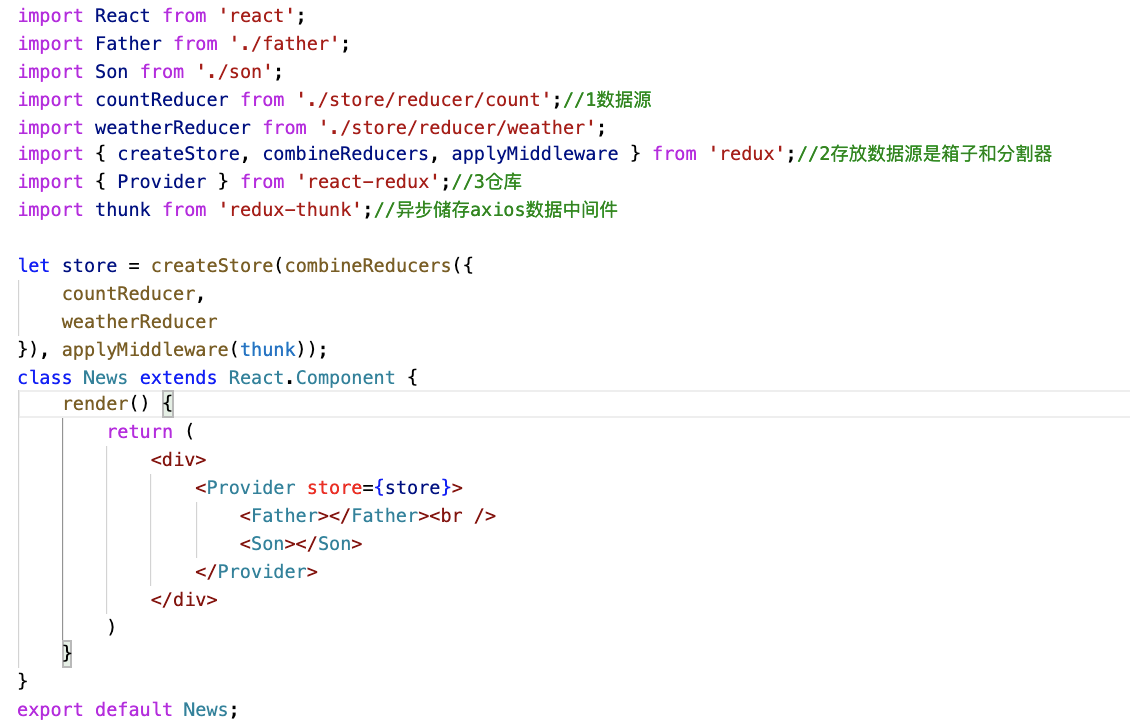 import React from 'react';
import Father from './father';
import Son from './son';
import countReducer from './store/reducer/count';//1数据源
import weatherReducer from './store/reducer/weather';
import { createStore, combineReducers, applyMiddleware } from 'redux';//2存放数据源是箱子和分割器
import { Provider } from 'react-redux';//3仓库
import thunk from 'redux-thunk';//异步储存axios数据中间件

let store = createStore(combineReducers({
    countReducer,
    weatherReducer
}), applyMiddleware(thunk));
class News extends React.Component {
    render() {
        return (
            <div>
                <Provider store={store}>
                    <Father></Father><br />
                    <Son></Son>
                </Provider>
            </div>
        )
    }
}
export default News;